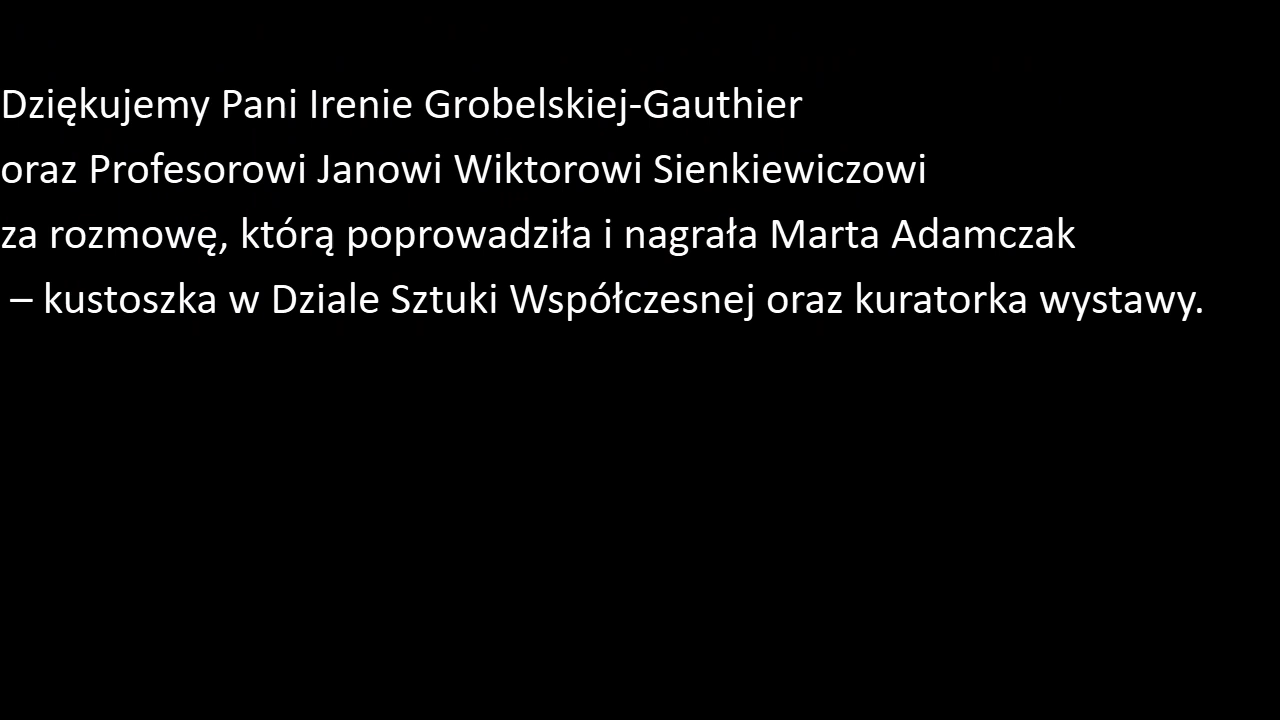 Dziękujemy Pani Irenie Grobelskiej-Gauthier
oraz Profesorowi Janowi Wiktorowi Sienkiewiczowi
za rozmowę, którą poprowadziła i nagrała Marta Adamczak
– kustoszka w Dziale Sztuki Współczesnej oraz kuratorka wystawy.